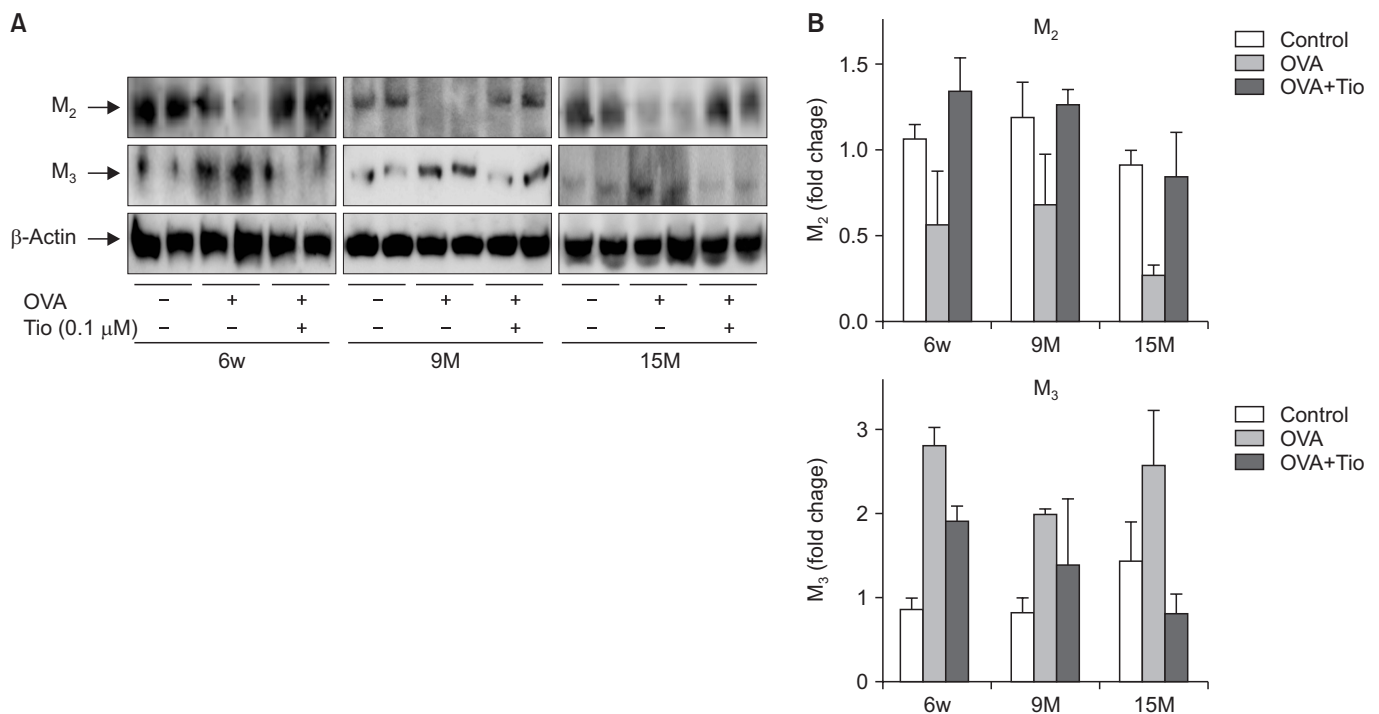 A
M2
M3
β-Actin
OVA − + + − + + − + +
Tio (0.1 μM) − − + − − + − − +
6w 9M 15M
B
M2
Control
OVA
OVA+Tio
M2 (fold chage)
1.5
1.0
0.5
0.0
6w 9M 15M
M3
Control
OVA
OVA+Tio
M3 (fold chage)
3
2
1
0
6w 9M 15M